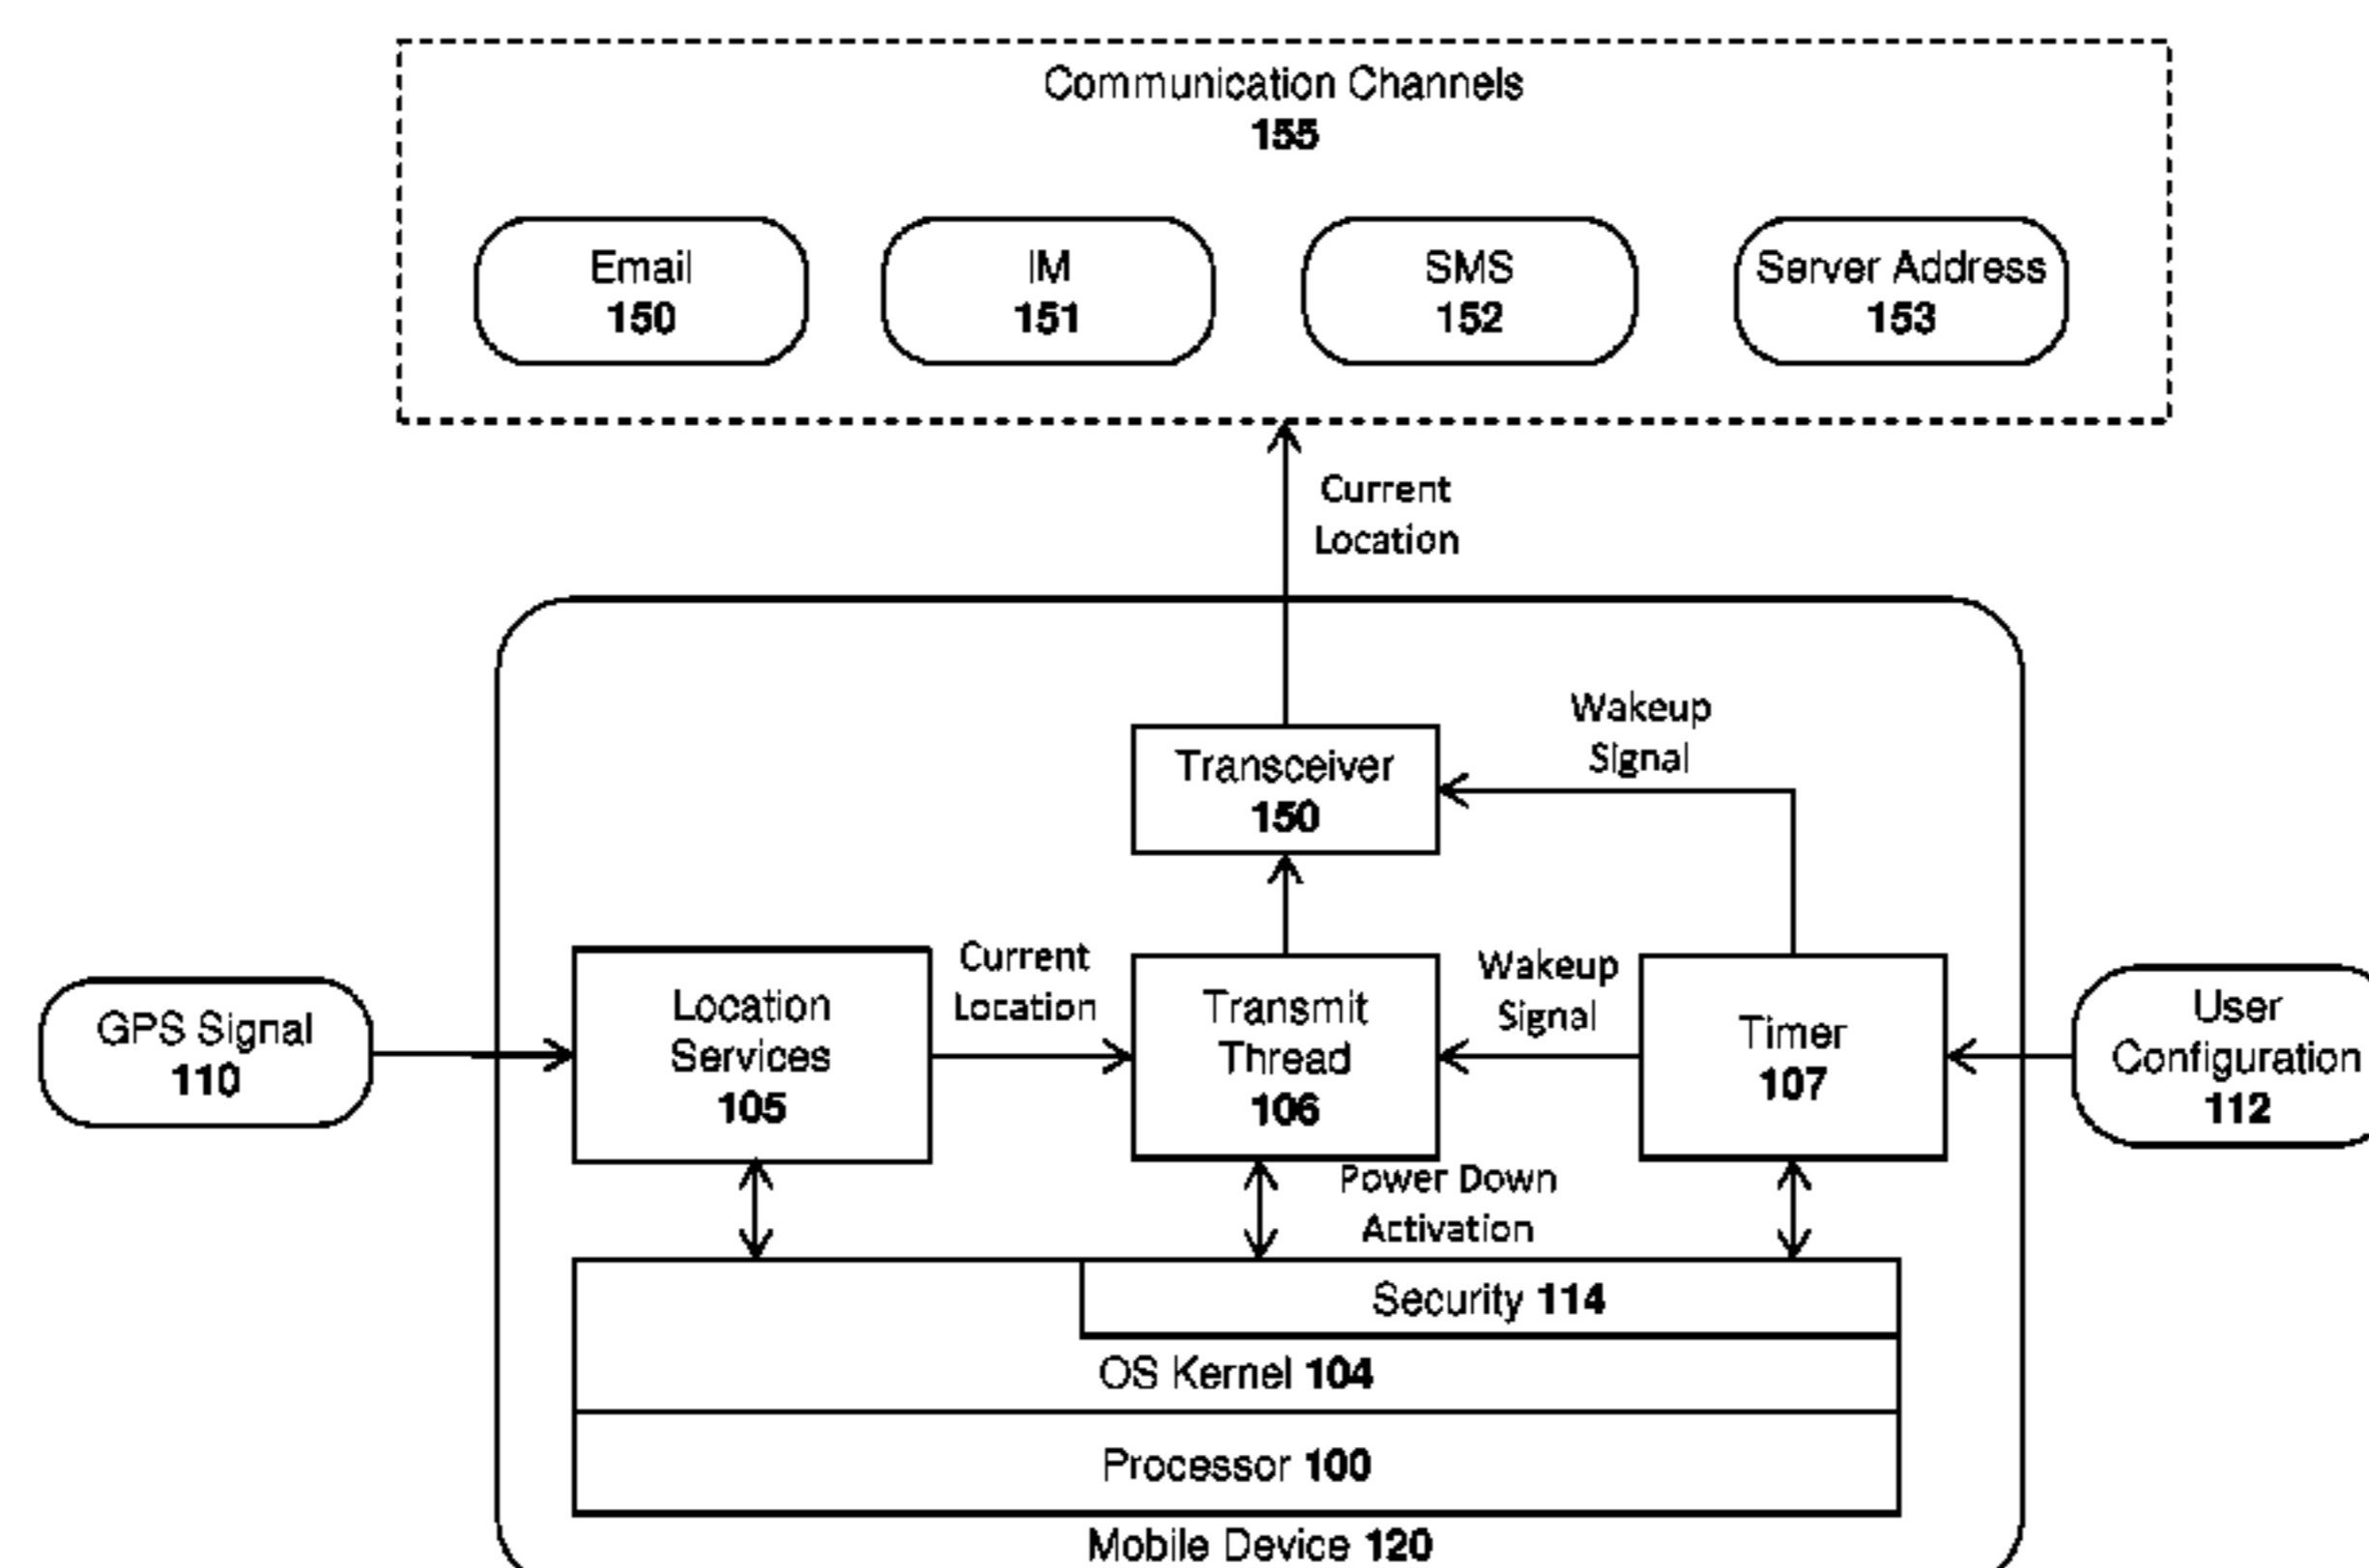 Communication Channels
155
Email
150
IM
151
SMS
152
Server Address
153
Current
Location
Wakeup
Signal
Transceiver
150
GPS Signal
110
Location
Services
105
Current
Location
Transmit
Thread
106
Wakeup
Signal
Timer
107
User
Configuration
112
Power Down
Activation
Security 114
OS Kernel 104
Processor 100
Mobile Device 120